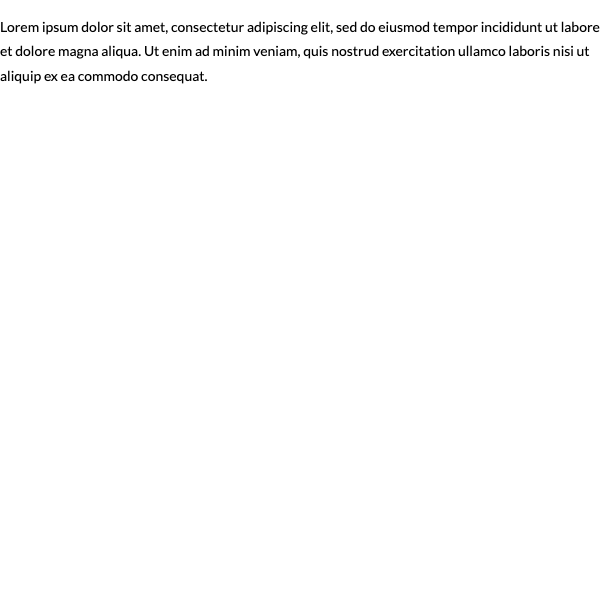 Lorem ipsum dolor sit amet, consectetur adipiscing elit, sed do eiusmod tempor incididunt ut labore
et dolore magna aliqua. Ut enim ad minim veniam, quis nostrud exercitation ullamco laboris nisi ut
aliquip ex ea commodo consequat.